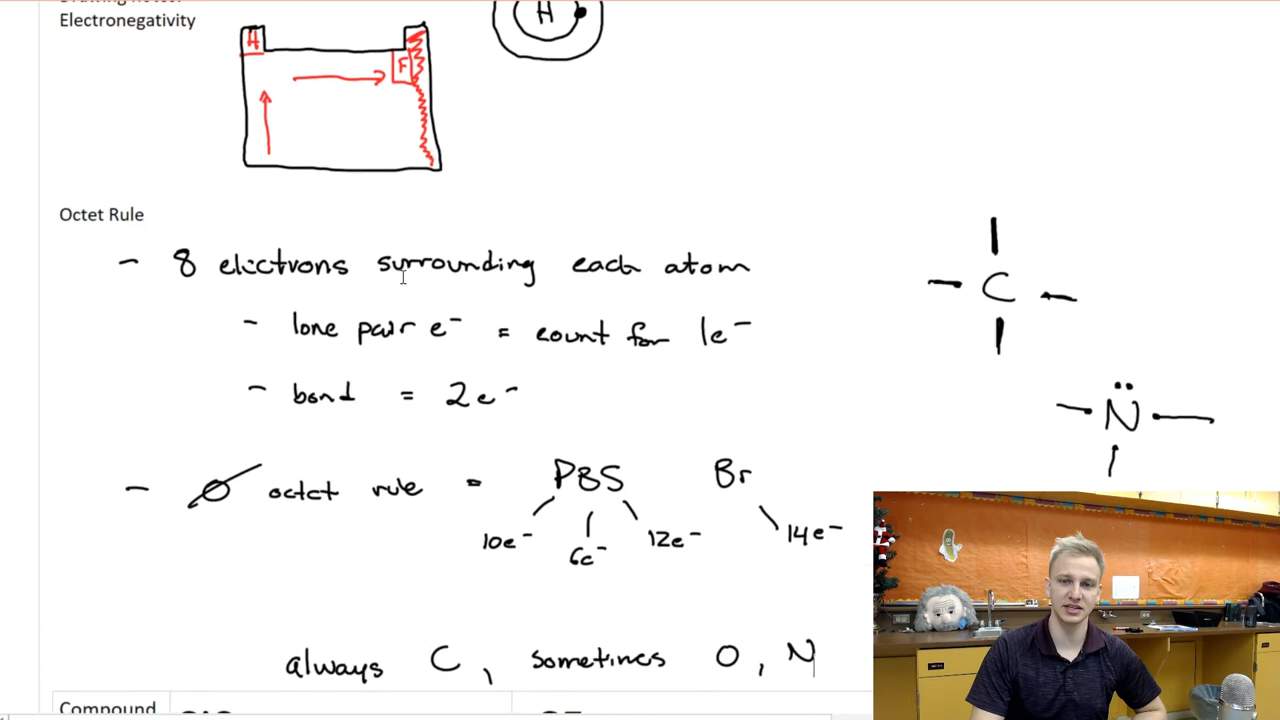 Electronegativity
H
H
F
Octet Rule
- 8 electrons surrounding each atom
- lone pair e⁻ = count for 1e⁻
- bond = 2e⁻
C
N
- Ø octet rule = PBS Br
10e⁻ 6e⁻ 12e⁻ 14e⁻
always C, sometimes O, N
Compound